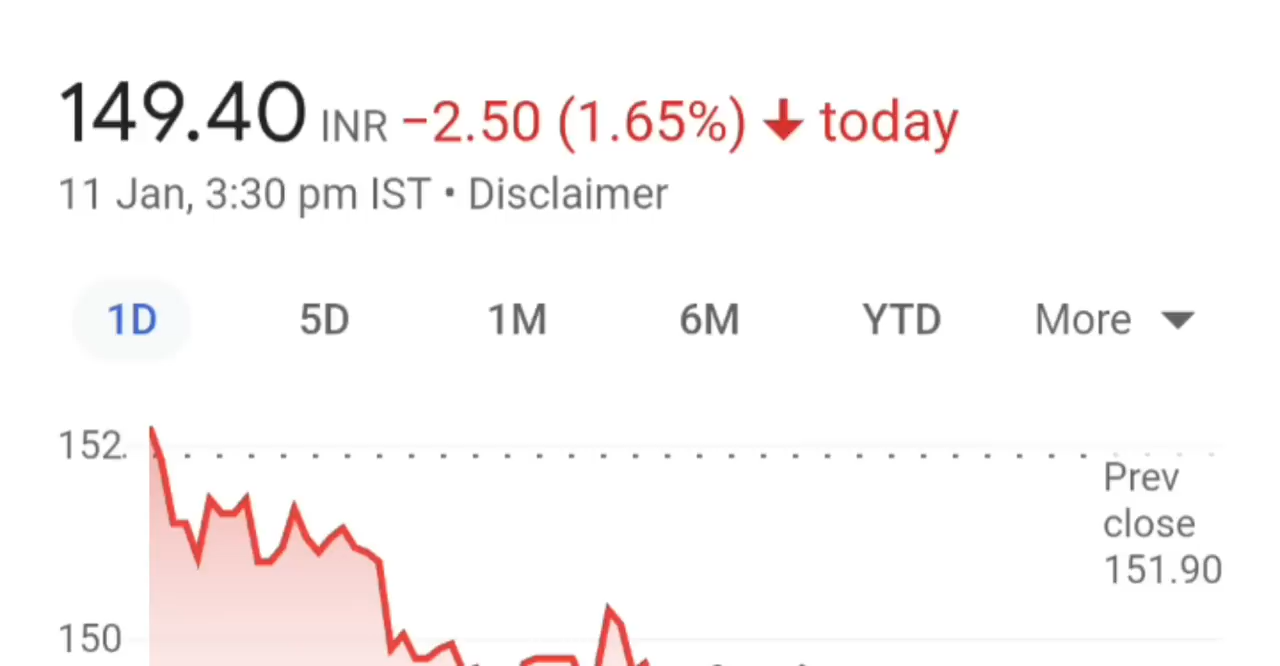 149.40 INR −2.50 (1.65%) ↓ today
11 Jan, 3:30 pm IST • Disclaimer
1D 5D 1M 6M YTD More
152
Prev
close
151.90
150